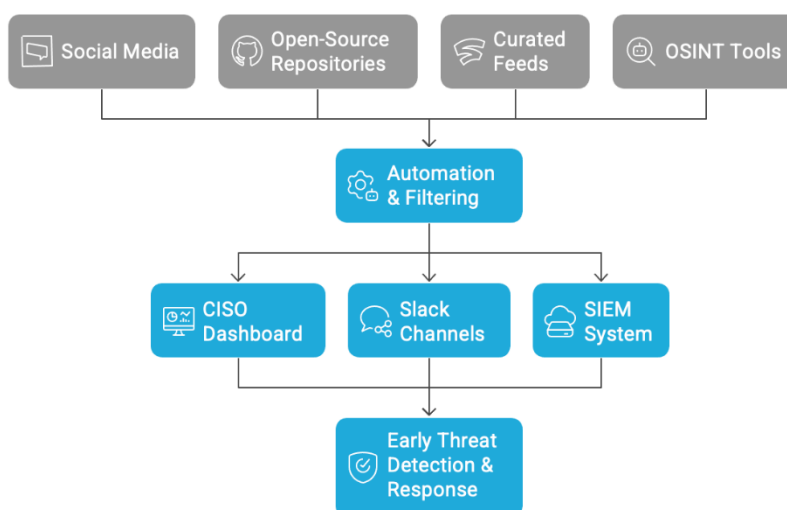 Social Media
Open-Source
Repositories
Curated
Feeds
OSINT Tools
Automation
& Filtering
CISO
Dashboard
Slack
Channels
SIEM
System
Early Threat
Detection &
Response